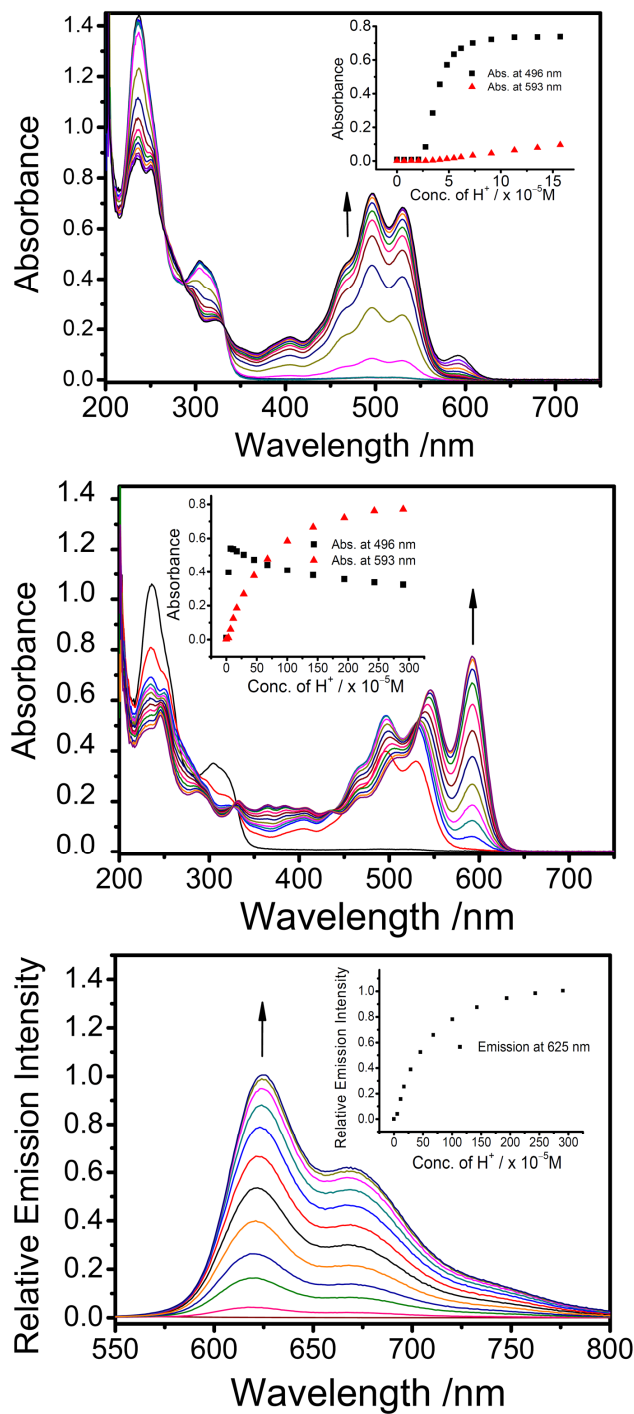 1.4
1.2
1.0
0.8
0.6
0.4
0.2
0.0
Absorbance
200 300 400 500 600 700
Wavelength /nm
0.8
0.6
0.4
0.2
0.0
Absorbance
Abs. at 496 nm
Abs. at 593 nm
0 5 10 15
Conc. of H⁺ / x 10⁻⁵M
1.4
1.2
1.0
0.8
0.6
0.4
0.2
0.0
Absorbance
200 300 400 500 600 700
Wavelength /nm
0.8
0.6
0.4
0.2
0.0
Absorbance
Abs. at 496 nm
Abs. at 593 nm
0 50 100 150 200 250 300
Conc. of H⁺ / x 10⁻⁵M
1.4
1.2
1.0
0.8
0.6
0.4
0.2
0.0
Relative Emission Intensity
550 600 650 700 750 800
Wavelength /nm
1.0
0.8
0.6
0.4
0.2
0.0
Relative Emission Intensity
Emission at 625 nm
0 50 100 150 200 250 300
Conc. of H⁺ / x 10⁻⁵M